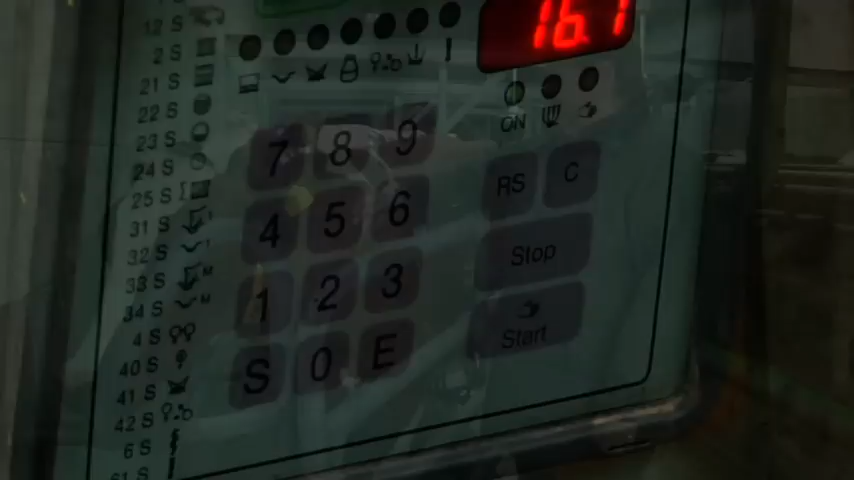 12 S
2 S
21 S
22 S
23 S
24 S
25 S
31 S
32 S
33 S
34 S
4 S
40 S
41 S
42 S
6 S
61 S
16.1
ON
7 8 9
4 5 6
1 2 3
S 0 E
RS C
Stop
Start